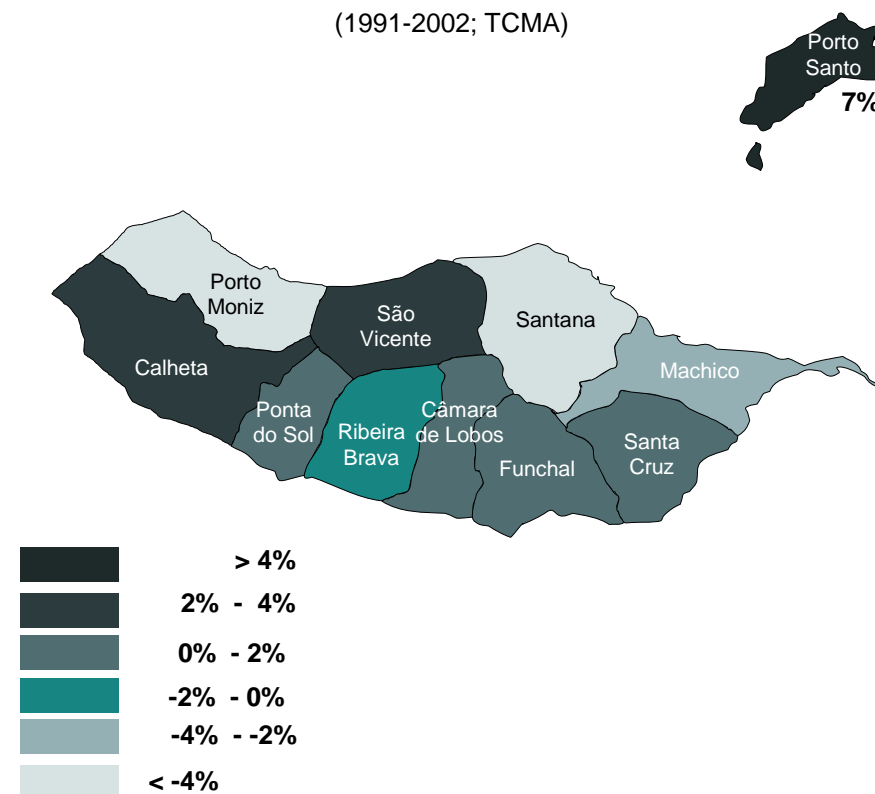 (1991-2002; TCMA)
Porto
Santo
7%
Porto
Moniz
São
Vicente
Santana
Calheta
Machico
Ponta
do Sol
Câmara
de Lobos
Ribeira
Brava
Santa
Cruz
Funchal
> 4%
2% - 4%
0% - 2%
-2% - 0%
-4% - -2%
< -4%